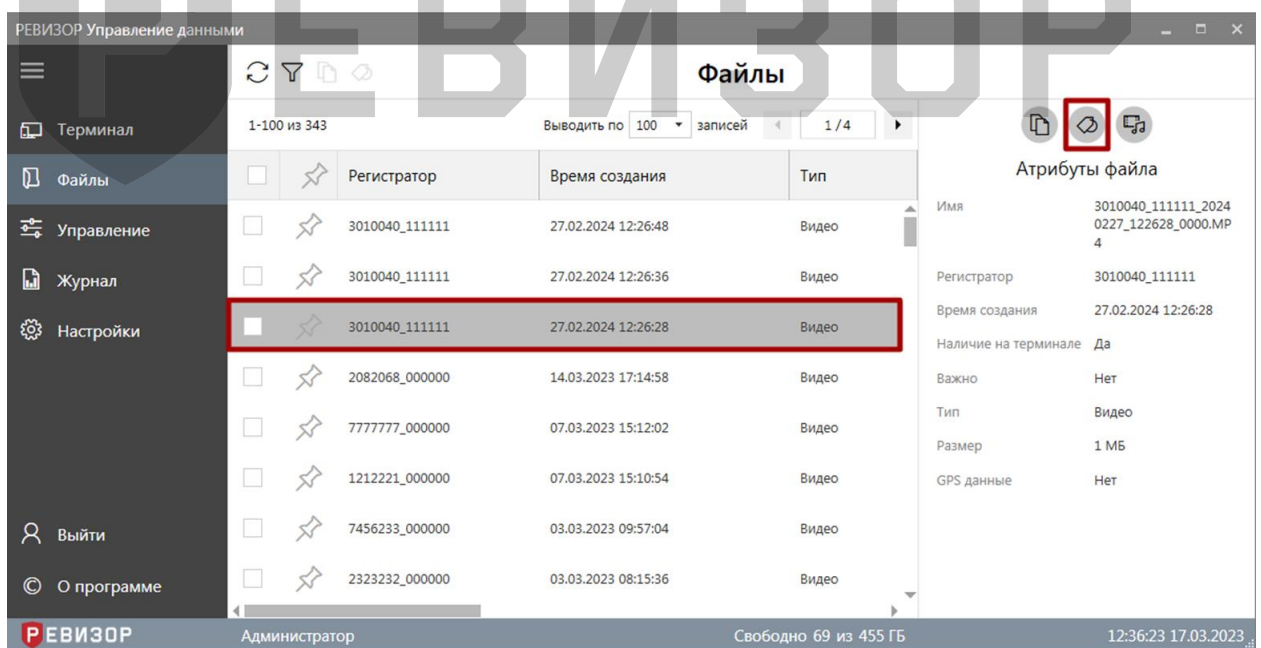 РЕВИЗОР
РЕВИЗОР Управление данными
Файлы
Терминал
Файлы
Управление
Журнал
Настройки
Выйти
© О программе
1-100 из 343
Выводить по 100 записей
1 / 4
Регистратор Время создания Тип
3010040_111111 27.02.2024 12:26:48 Видео
3010040_111111 27.02.2024 12:26:36 Видео
3010040_111111 27.02.2024 12:26:28 Видео
2082068_000000 14.03.2023 17:14:58 Видео
7777777_000000 07.03.2023 15:12:02 Видео
1212221_000000 07.03.2023 15:10:54 Видео
7456233_000000 03.03.2023 09:57:04 Видео
2323232_000000 03.03.2023 08:15:36 Видео
Атрибуты файла
Имя 3010040_111111_2024
0227_122628_0000.MP
4
Регистратор 3010040_111111
Время создания 27.02.2024 12:26:28
Наличие на терминале Да
Важно Нет
Тип Видео
Размер 1 МБ
GPS данные Нет
РЕВИЗОР Администратор Свободно 69 из 455 ГБ 12:36:23 17.03.2023